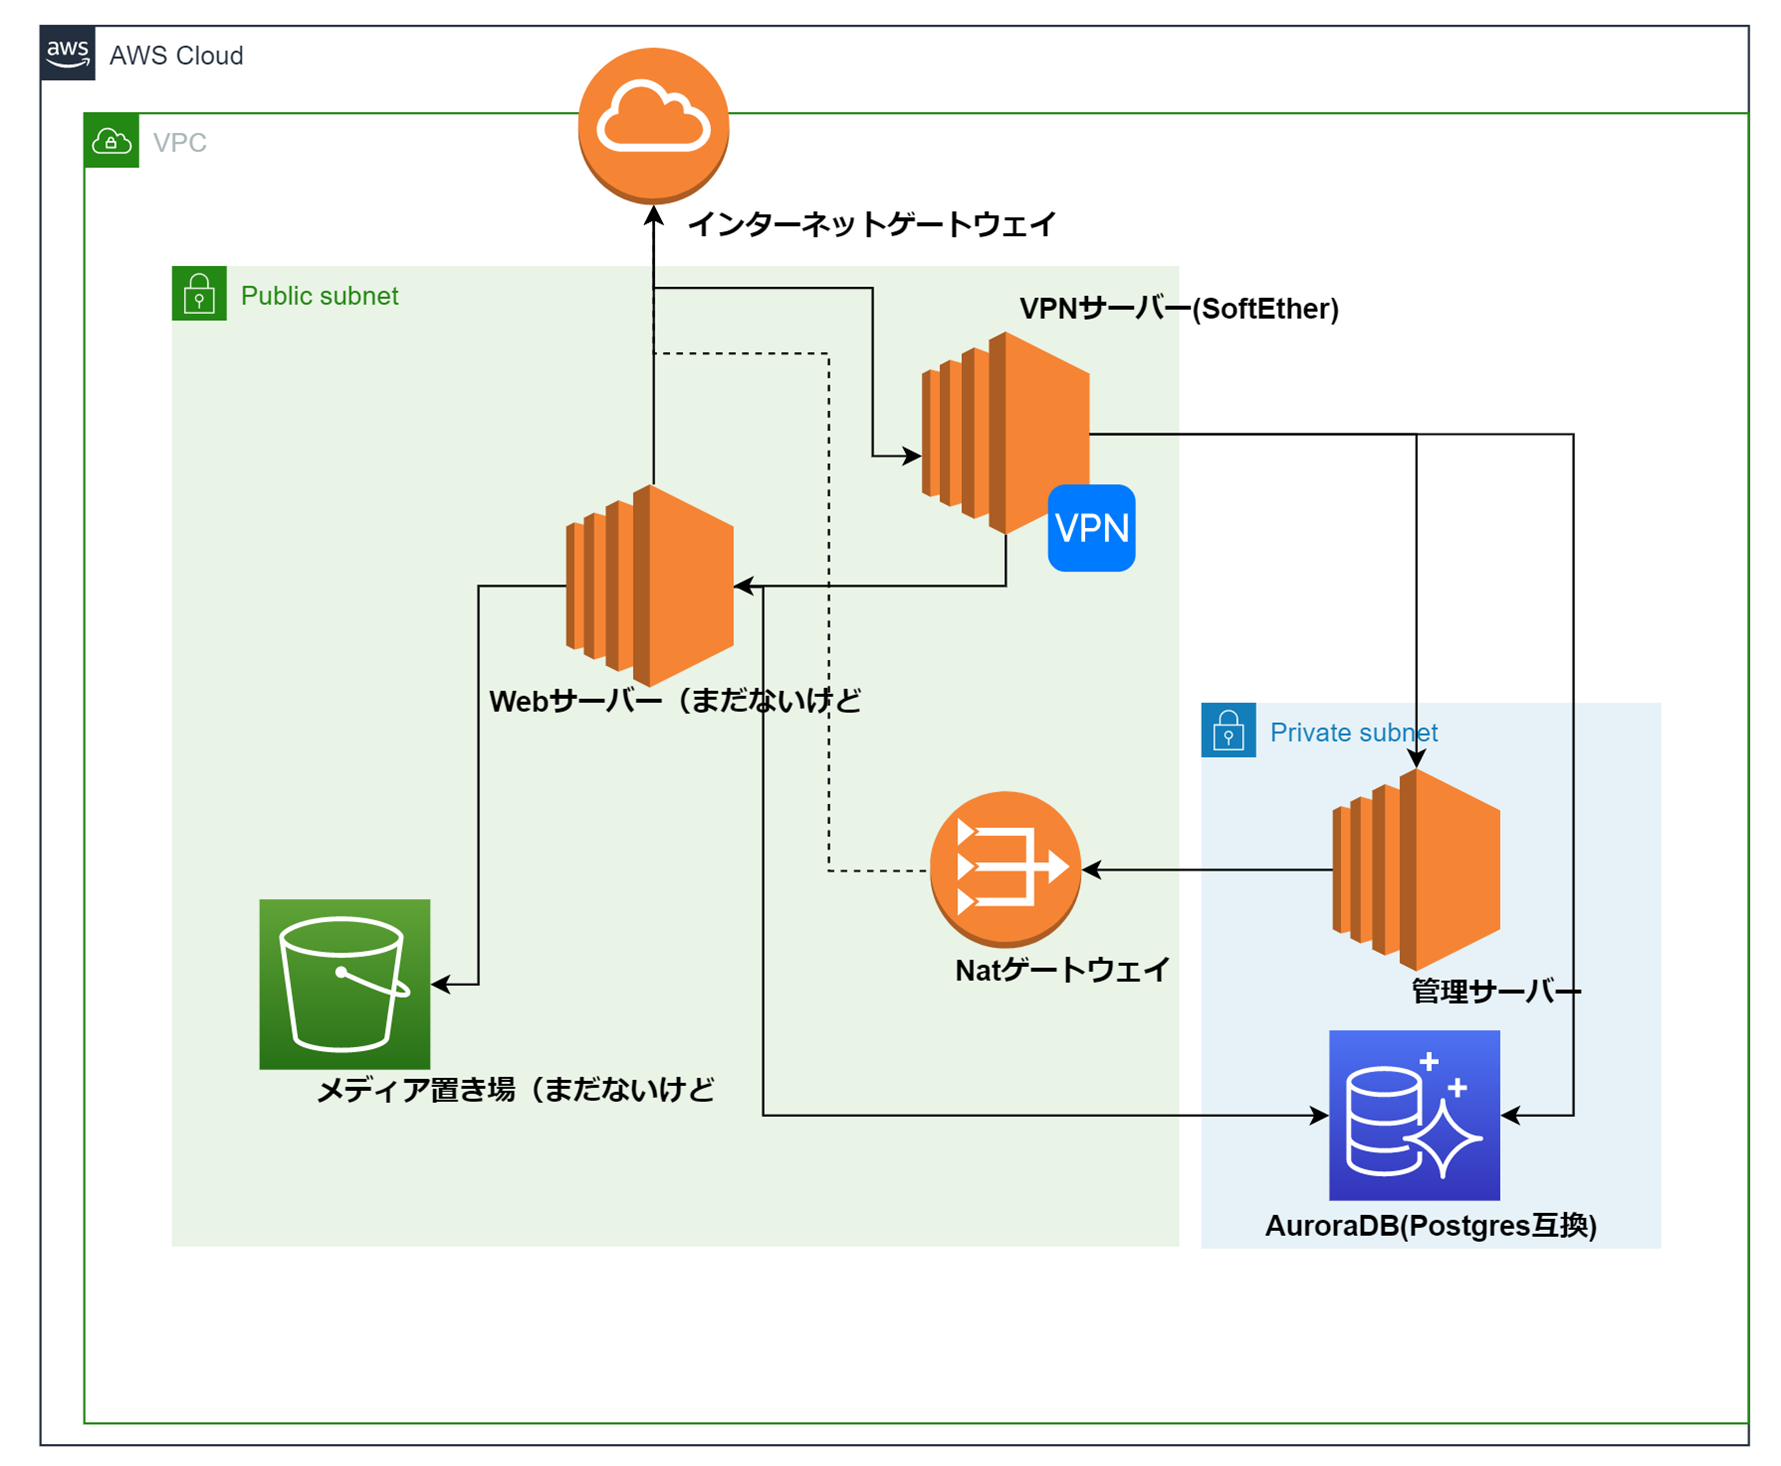 aws
AWS Cloud
VPC
インターネットゲートウェイ
Public subnet
VPNサーバー(SoftEther)
VPN
Webサーバー（まだないけど
Private subnet
Natゲートウェイ
管理サーバー
メディア置き場（まだないけど
AuroraDB(Postgres互換)